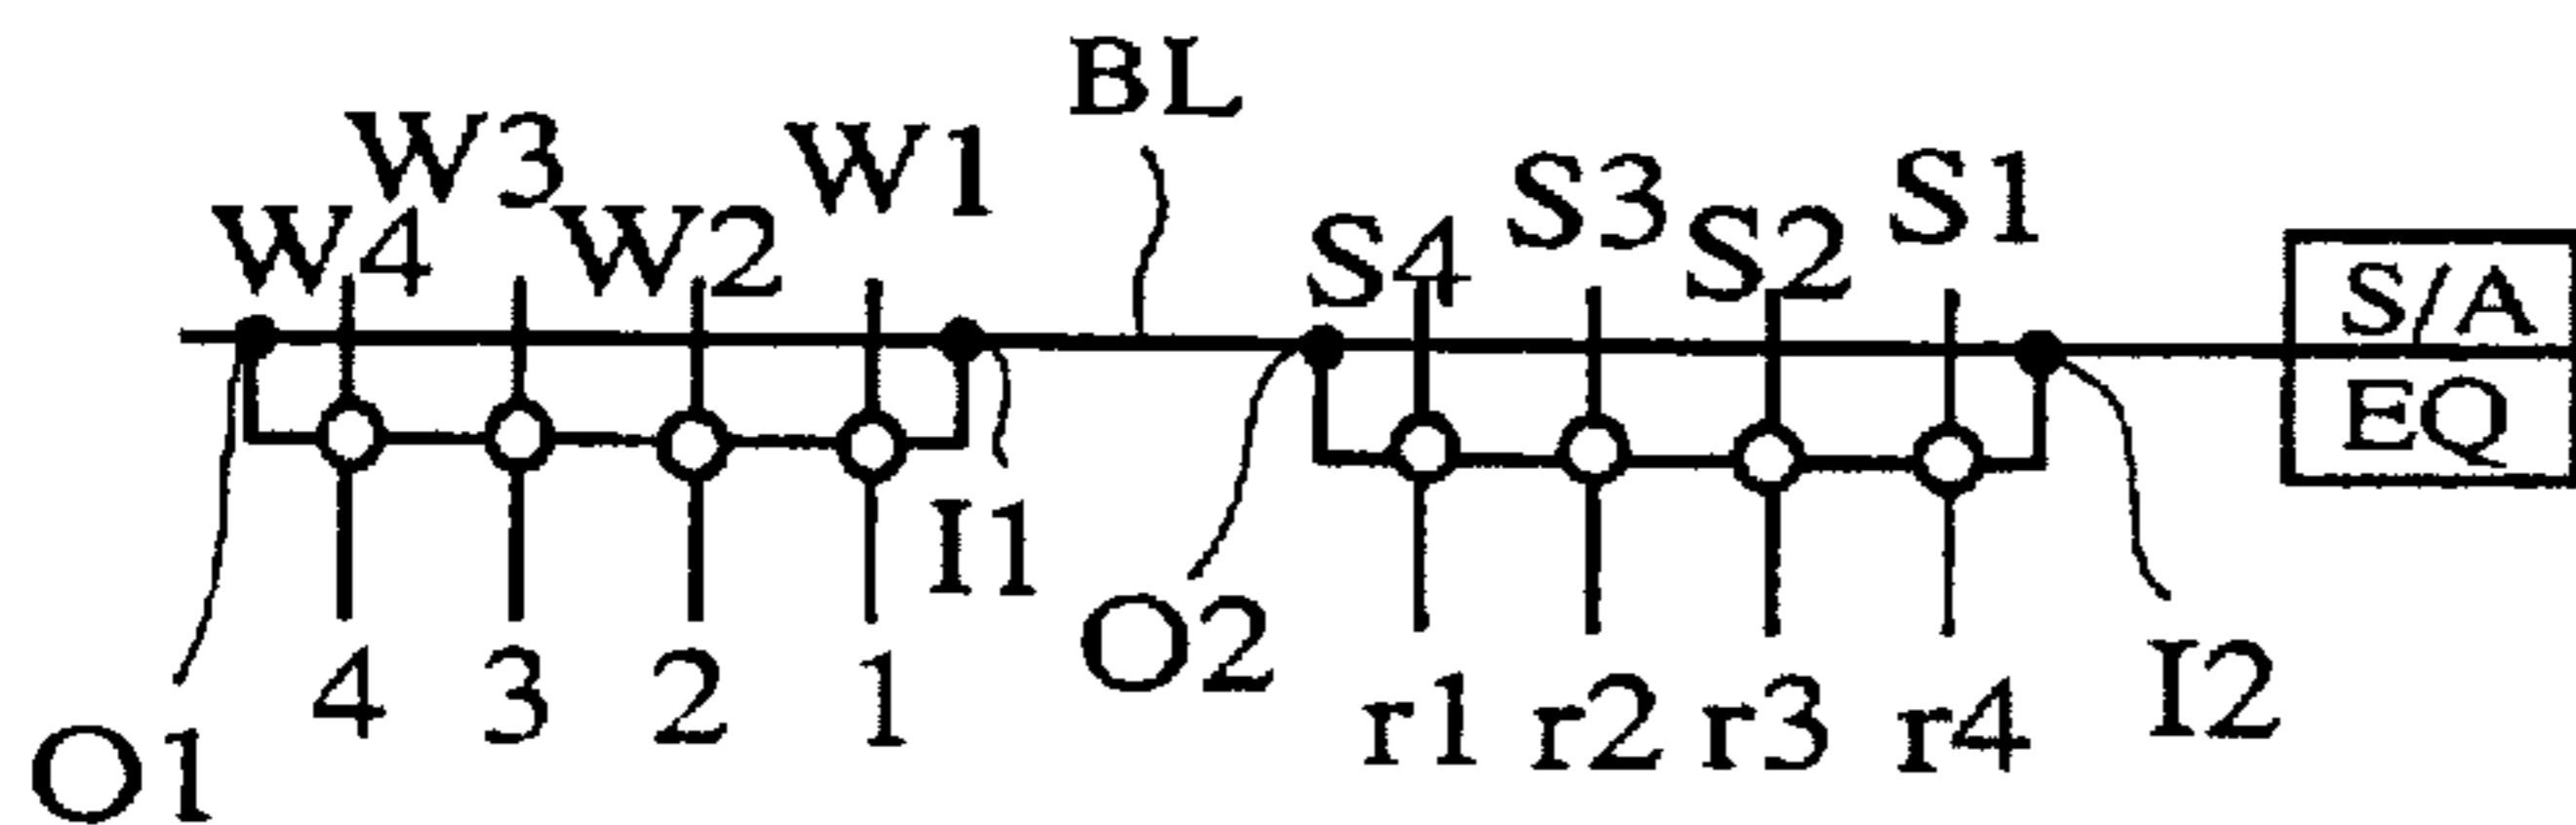 BL
W3 W1 S3 S1
W4 W2 S4 S2
S/A
EQ
I1
O2 I2
4 3 2 1 r1 r2 r3 r4
O1